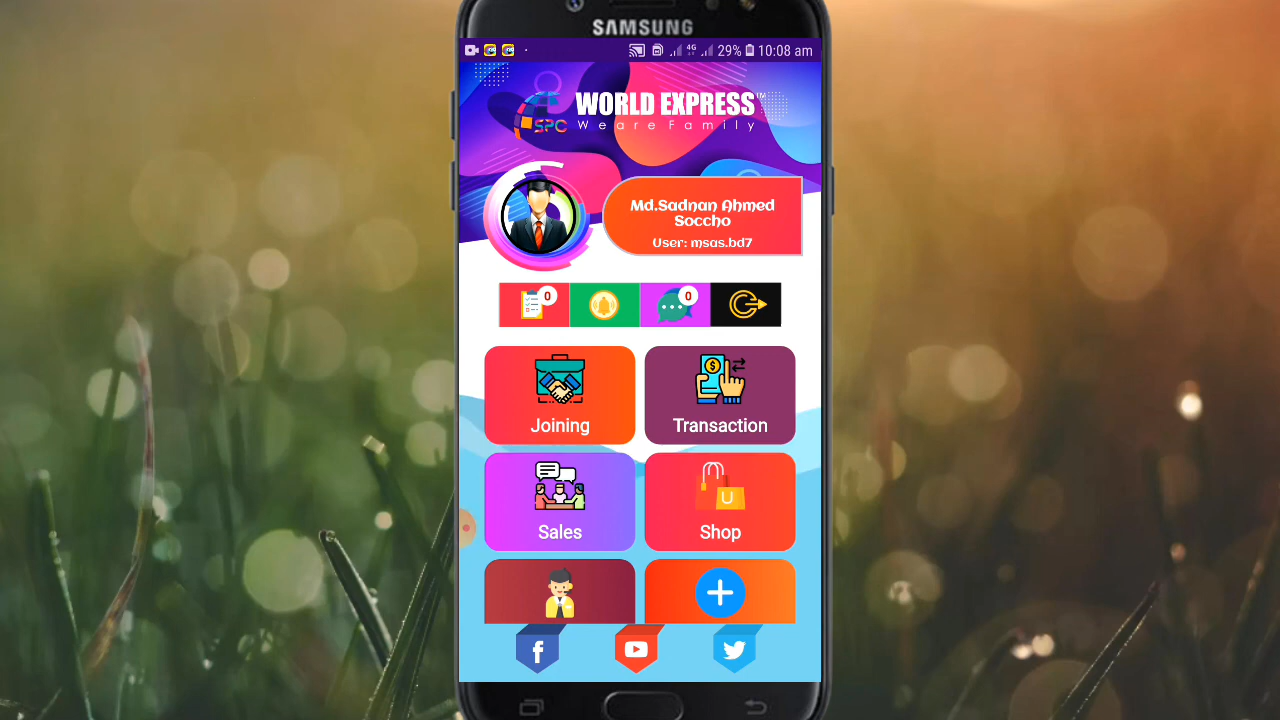 SAMSUNG
4G 29% 10:08 am
WORLD EXPRESS™
SPC
We are Family
Md.Sadnan Ahmed
Soccho
User: msas.bd7
0
0
Joining
Transaction
Sales
Shop